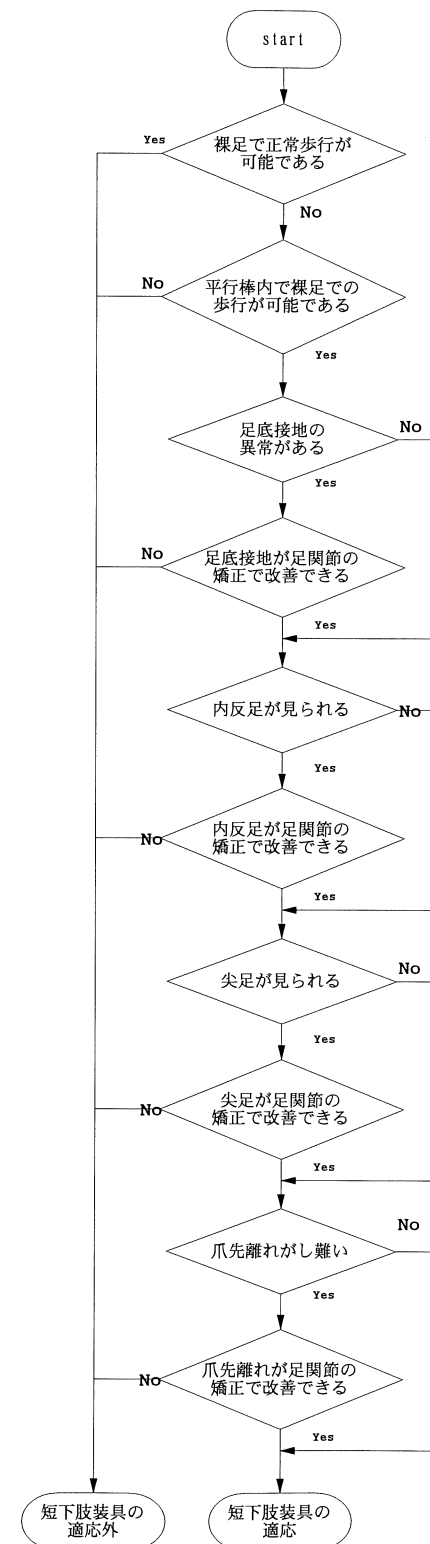 start
Yes
裸足で正常歩行が
可能である
No
No
平行棒内で裸足での
歩行が可能である
Yes
足底接地の
異常がある
No
Yes
No
足底接地が足関節の
矯正で改善できる
Yes
内反足が見られる
No
Yes
No
内反足が足関節の
矯正で改善できる
Yes
尖足が見られる
No
Yes
No
尖足が足関節の
矯正で改善できる
Yes
爪先離れがし難い
No
Yes
No
爪先離れが足関節の
矯正で改善できる
Yes
短下肢装具の
適応外
短下肢装具の
適応